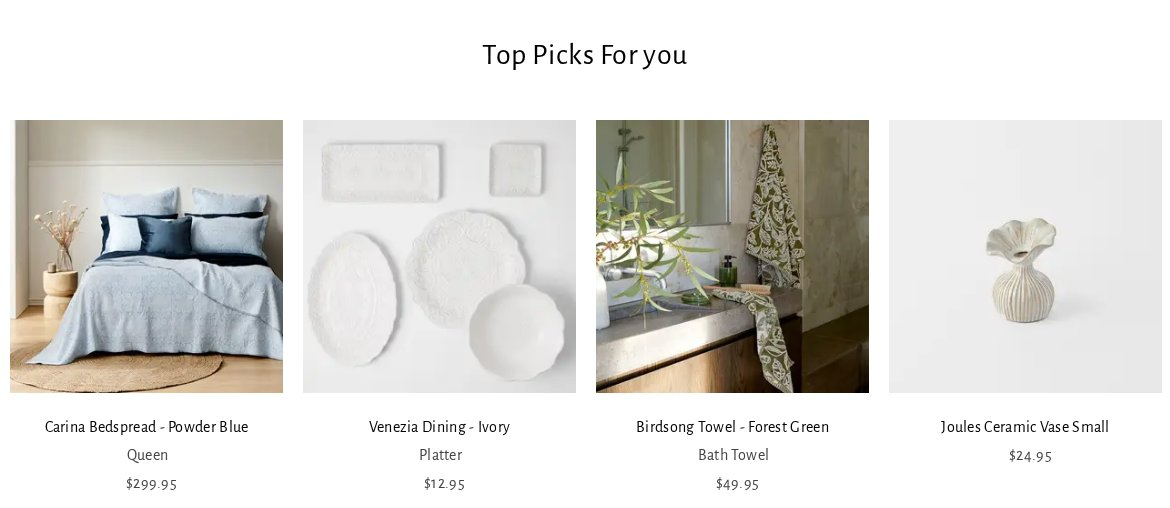 Top Picks For you
Carina Bedspread - Powder Blue
Queen
$299.95
Venezia Dining - Ivory
Platter
$12.95
Birdsong Towel - Forest Green
Bath Towel
$49.95
Joules Ceramic Vase Small
$24.95